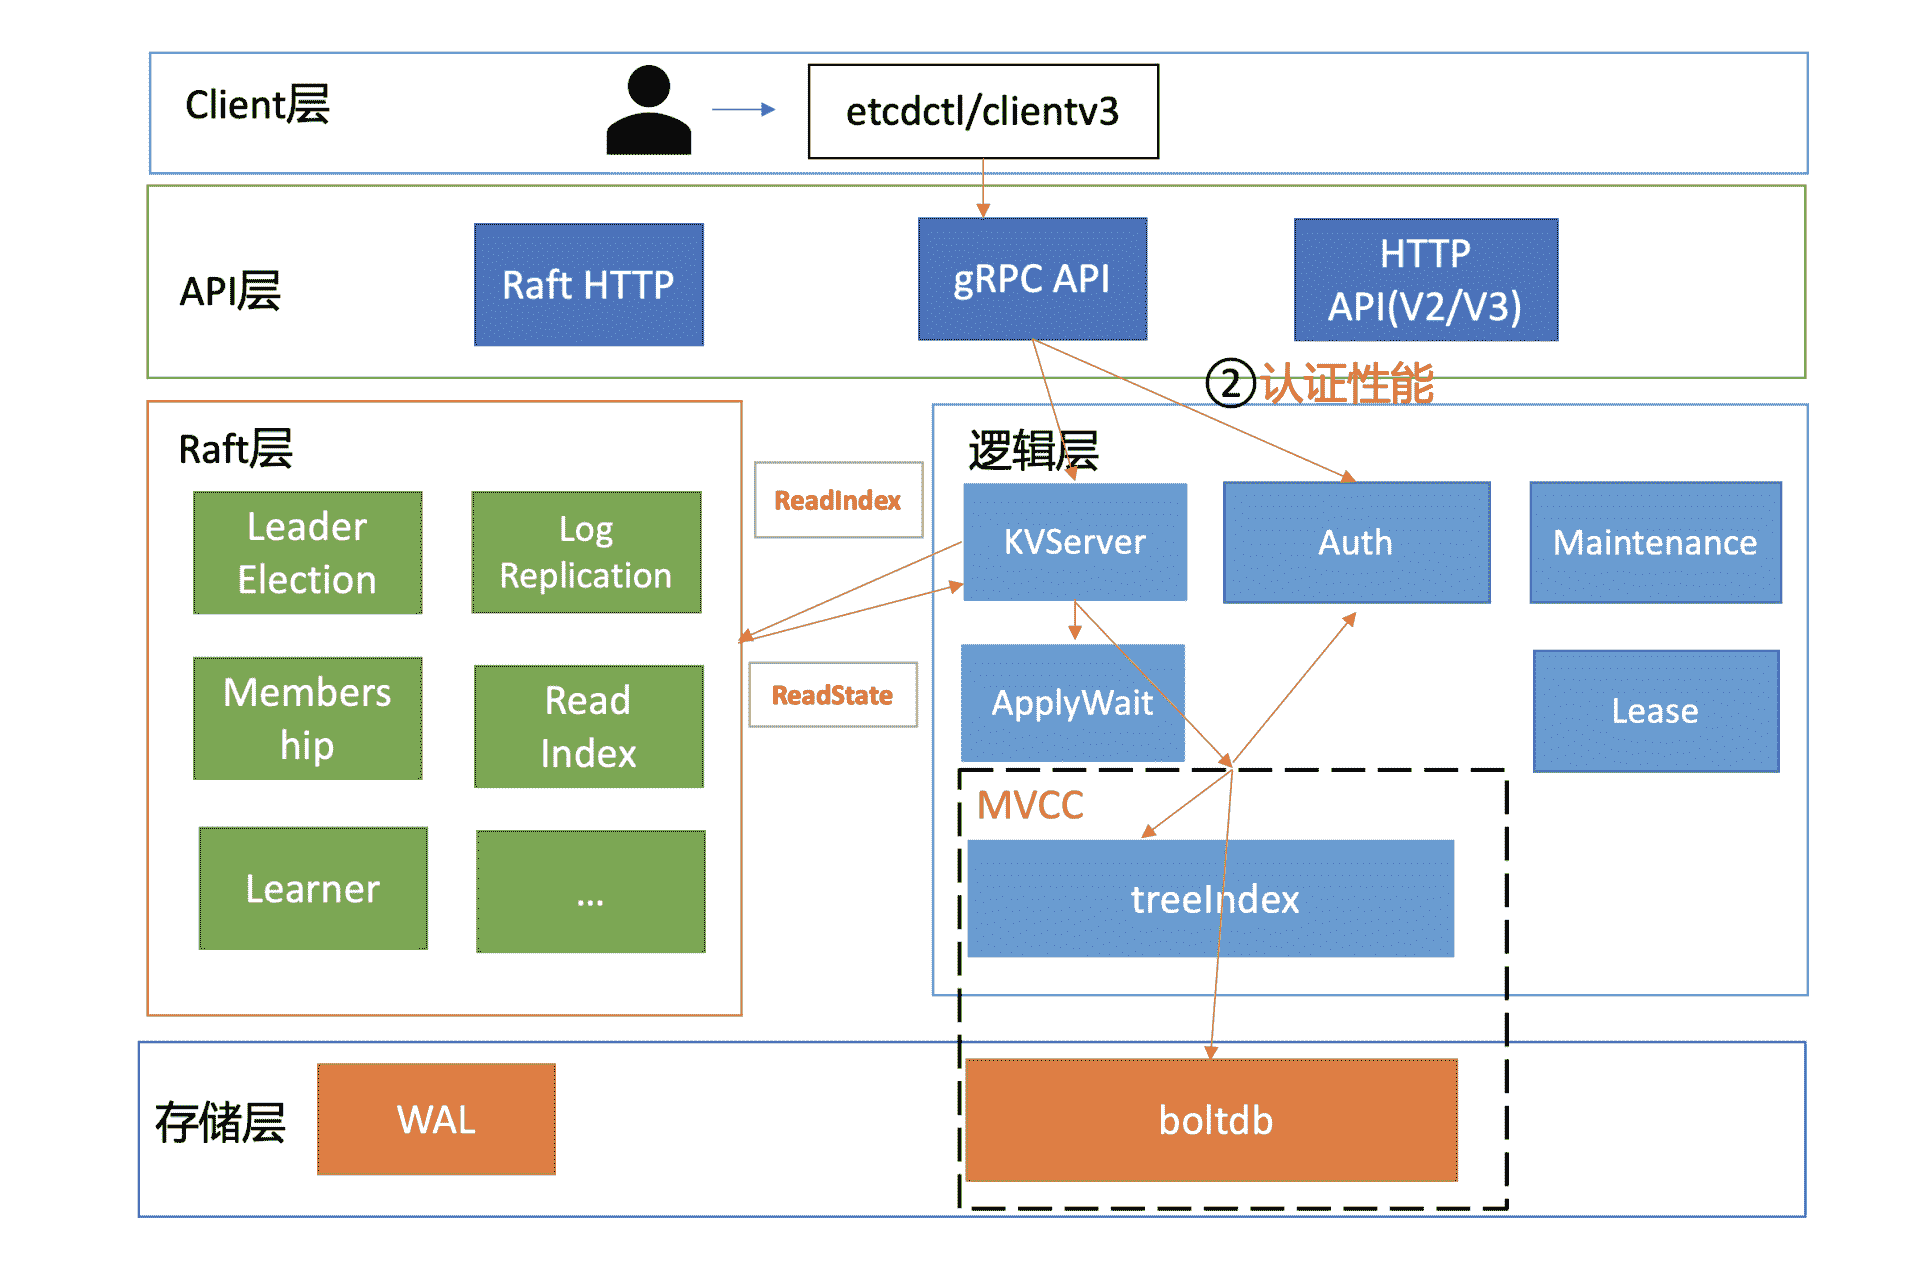 Client层
etcdctl/clientv3
API层
Raft HTTP
gRPC API
HTTP
API(V2/V3)
②认证性能
Raft层
Leader
Election
Log
Replication
Members
hip
Read
Index
Learner
...
ReadIndex
ReadState
逻辑层
KVServer
Auth
Maintenance
ApplyWait
Lease
MVCC
treeIndex
存储层
WAL
boltdb